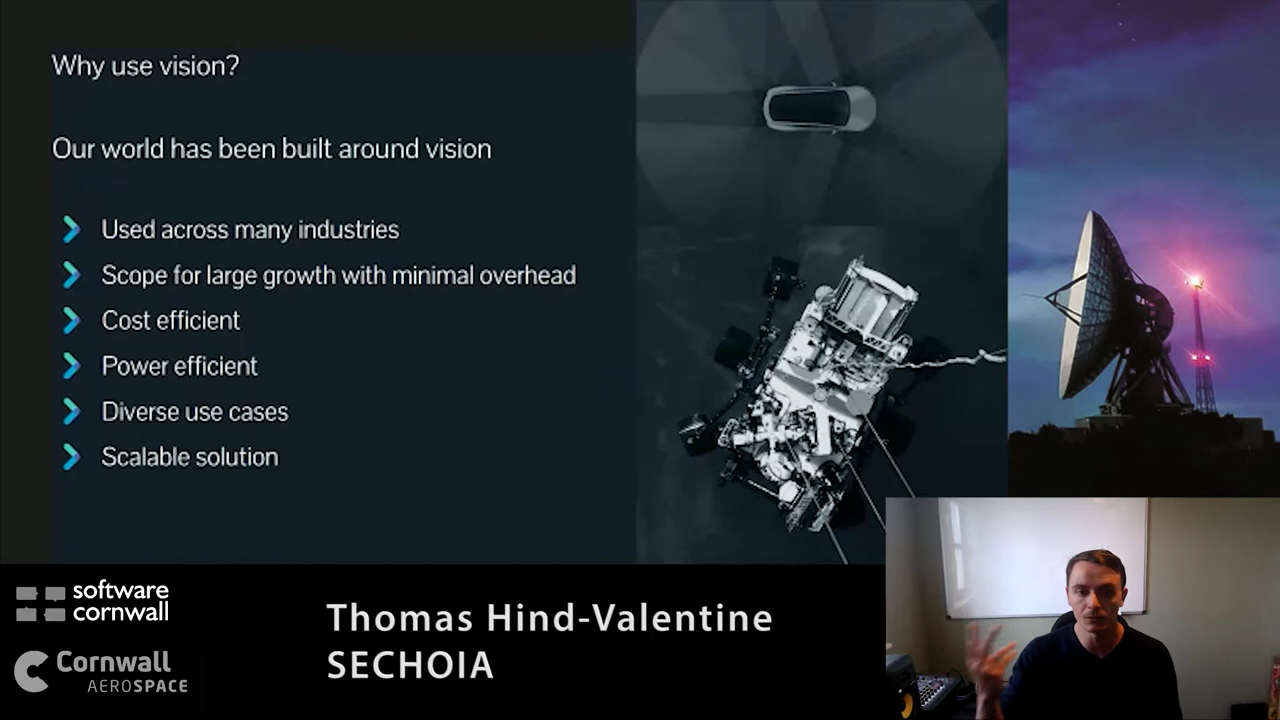 Why use vision?
Our world has been built around vision
Used across many industries
Scope for large growth with minimal overhead
Cost efficient
Power efficient
Diverse use cases
Scalable solution
software
cornwall
Cornwall
AEROSPACE
Thomas Hind-Valentine
SECHOIA